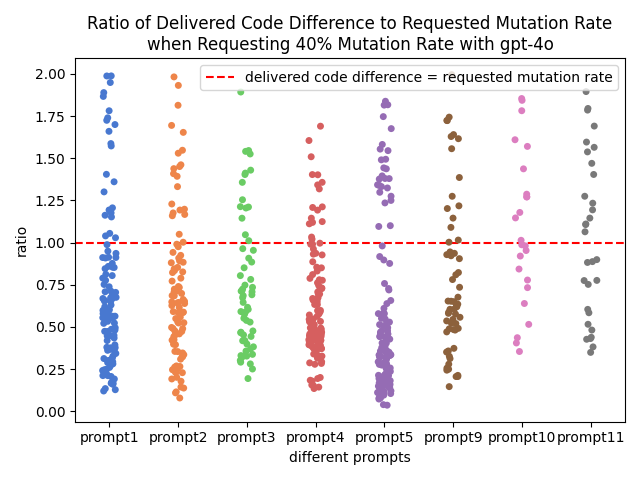 Ratio of Delivered Code Difference to Requested Mutation Rate
when Requesting 40% Mutation Rate with gpt-4o
delivered code difference = requested mutation rate
2.00
1.75
1.50
1.25
1.00
0.75
0.50
0.25
0.00
ratio
prompt1 prompt2 prompt3 prompt4 prompt5 prompt9 prompt10 prompt11
different prompts